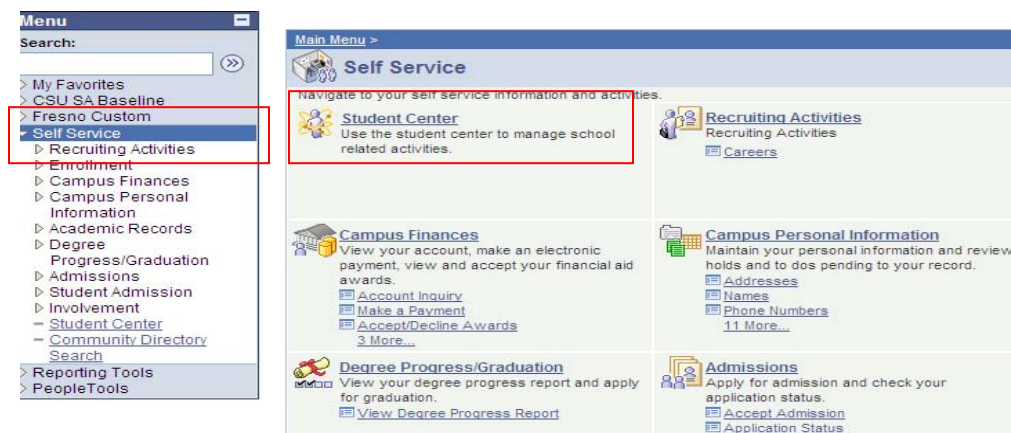 Menu
Search:
My Favorites
CSU SA Baseline
Fresno Custom
Self Service
Recruiting Activities
Enrollment
Campus Finances
Campus Personal
Information
Academic Records
Degree
Progress/Graduation
Admissions
Student Admission
Involvement
Student Center
Community Directory
Search
Reporting Tools
PeopleTools
Main Menu >
Self Service
Navigate to your self service information and activities.
Student Center
Use the student center to manage school
related activities.
Recruiting Activities
Recruiting Activities
Careers
Campus Finances
View your account, make an electronic
payment, view and accept your financial aid
awards.
Account Inquiry
Make a Payment
Accept/Decline Awards
3 More...
Campus Personal Information
Maintain your personal information and review
holds and to dos pending to your record.
Addresses
Names
Phone Numbers
11 More...
Degree Progress/Graduation
View your degree progress report and apply
for graduation.
View Degree Progress Report
Admissions
Apply for admission and check your
application status.
Accept Admission
Application Status